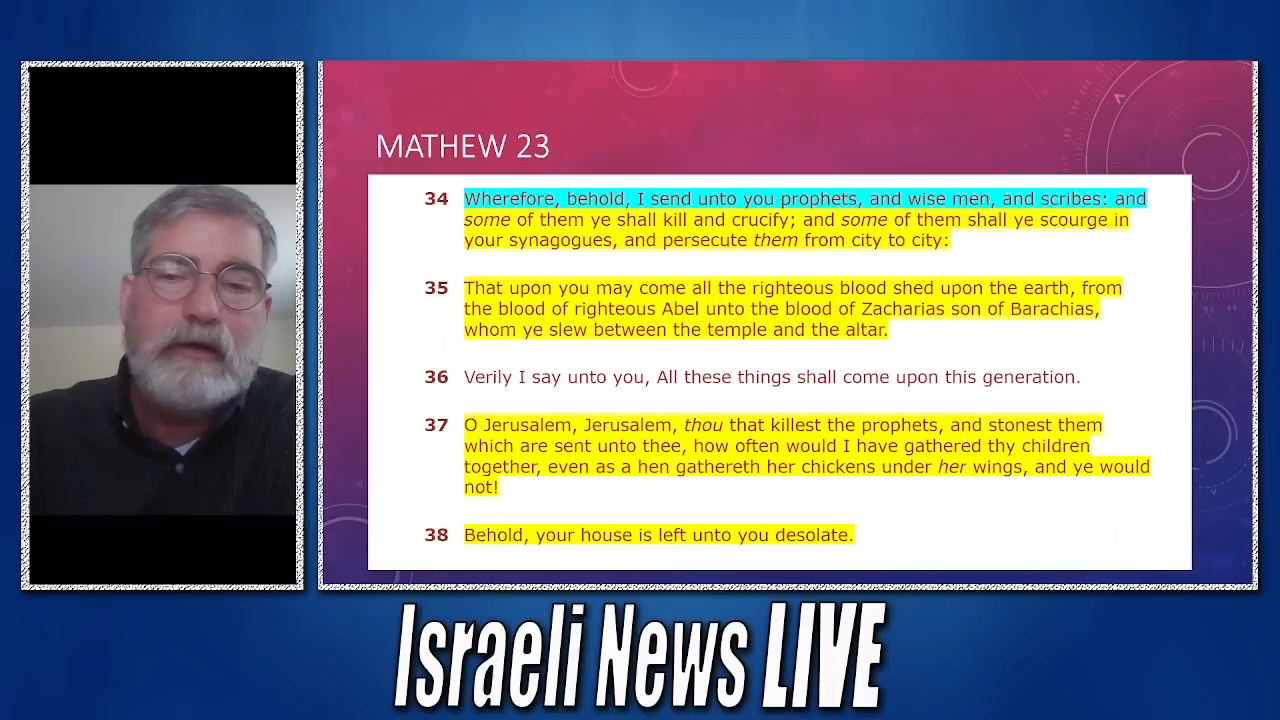 MATHEW 23
34 Wherefore, behold, I send unto you prophets, and wise men, and scribes: and
some of them ye shall kill and crucify; and some of them shall ye scourge in
your synagogues, and persecute them from city to city:
35 That upon you may come all the righteous blood shed upon the earth, from
the blood of righteous Abel unto the blood of Zacharias son of Barachias,
whom ye slew between the temple and the altar.
36 Verily I say unto you, All these things shall come upon this generation.
37 O Jerusalem, Jerusalem, thou that killest the prophets, and stonest them
which are sent unto thee, how often would I have gathered thy children
together, even as a hen gathereth her chickens under her wings, and ye would
not!
38 Behold, your house is left unto you desolate.
Israeli News LIVE